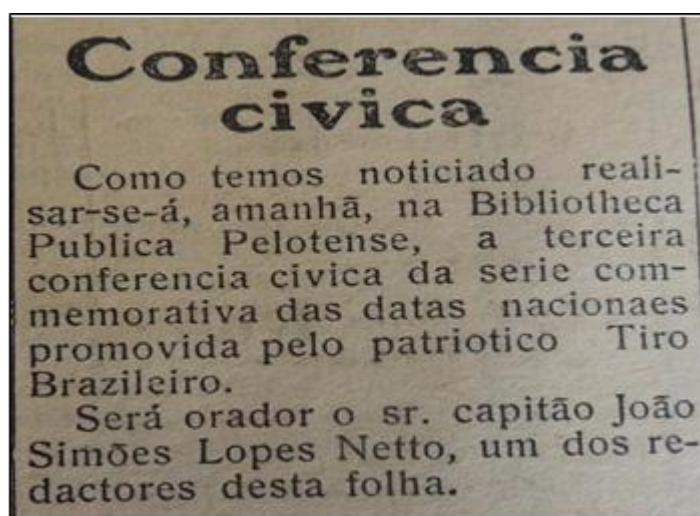 Conferencia
civica
Como temos noticiado reali-
sar-se-á, amanhã, na Bibliotheca
Publica Pelotense, a terceira
conferencia civica da serie com-
memorativa das datas nacionaes
promovida pelo patriotico Tiro
Brazileiro.
Será orador o sr. capitão João
Simões Lopes Netto, um dos re-
dactores desta folha.